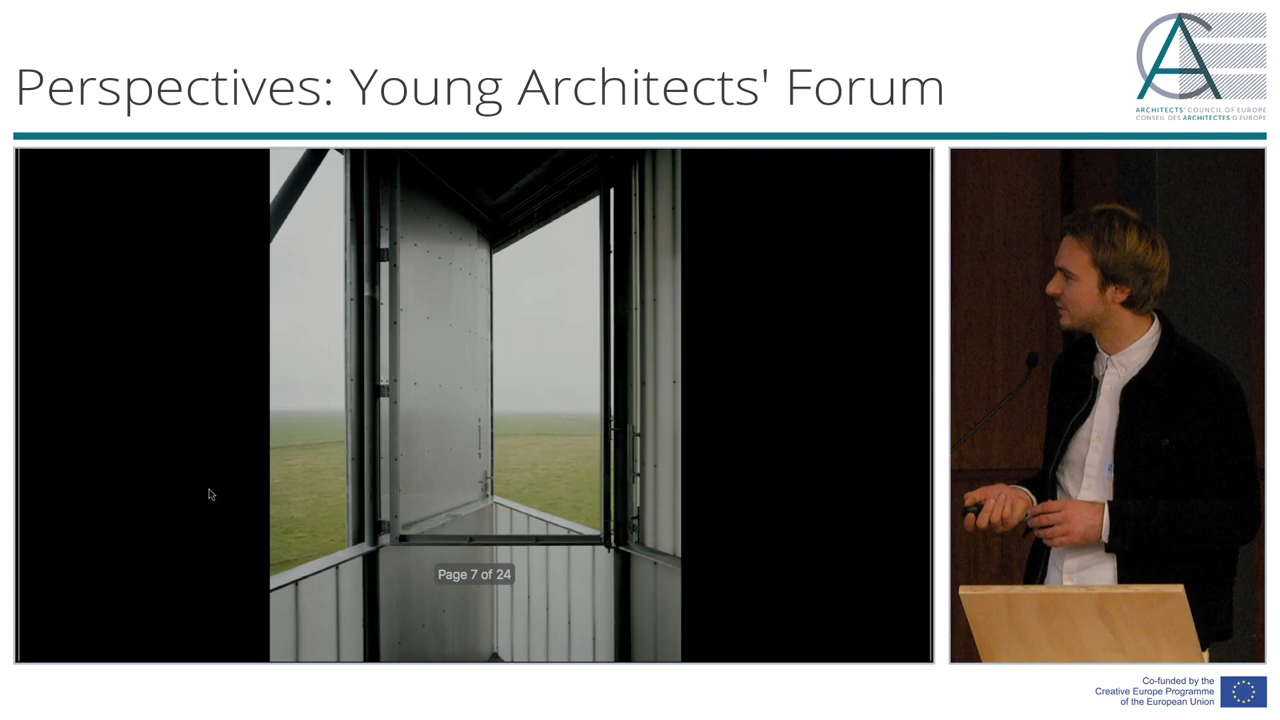 Perspectives: Young Architects' Forum
ARCHITECTS' COUNCIL OF EUROPE
CONSEIL DES ARCHITECTES D'EUROPE
Page 7 of 24
Co-funded by the
Creative Europe Programme
of the European Union